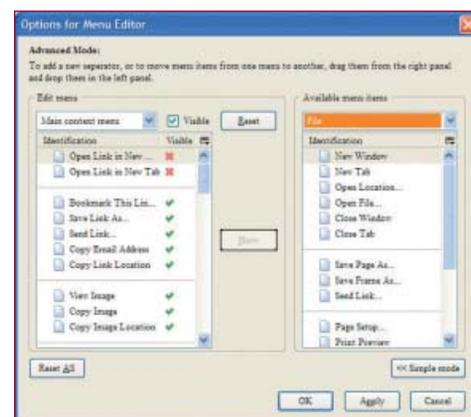 Options for Menu Editor
Advanced Mode:
To add a new seperator, or to move menu items from one menu to another, drag them from the right panel
and drop them in the left panel.
Edit menu
Main context menu
Visible
Reset
Identification Visible
Open Link in New ...
Open Link in New Tab
Bookmark This Lin...
Save Link As...
Send Link...
Copy Email Address
Copy Link Location
View Image
Copy Image
Copy Image Location
Reset All
Available menu items
File
Identification
New Window
New Tab
Open Location...
Open File...
Close Window
Close Tab
Save Page As...
Save Frame As...
Send Link...
Page Setup...
Print Preview
<< Simple mode
OK
Apply
Cancel